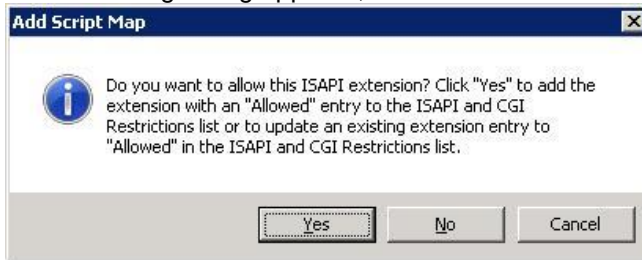 Add Script Map
Do you want to allow this ISAPI extension? Click "Yes" to add the
extension with an "Allowed" entry to the ISAPI and CGI
Restrictions list or to update an existing extension entry to
"Allowed" in the ISAPI and CGI Restrictions list.
Yes
No
Cancel